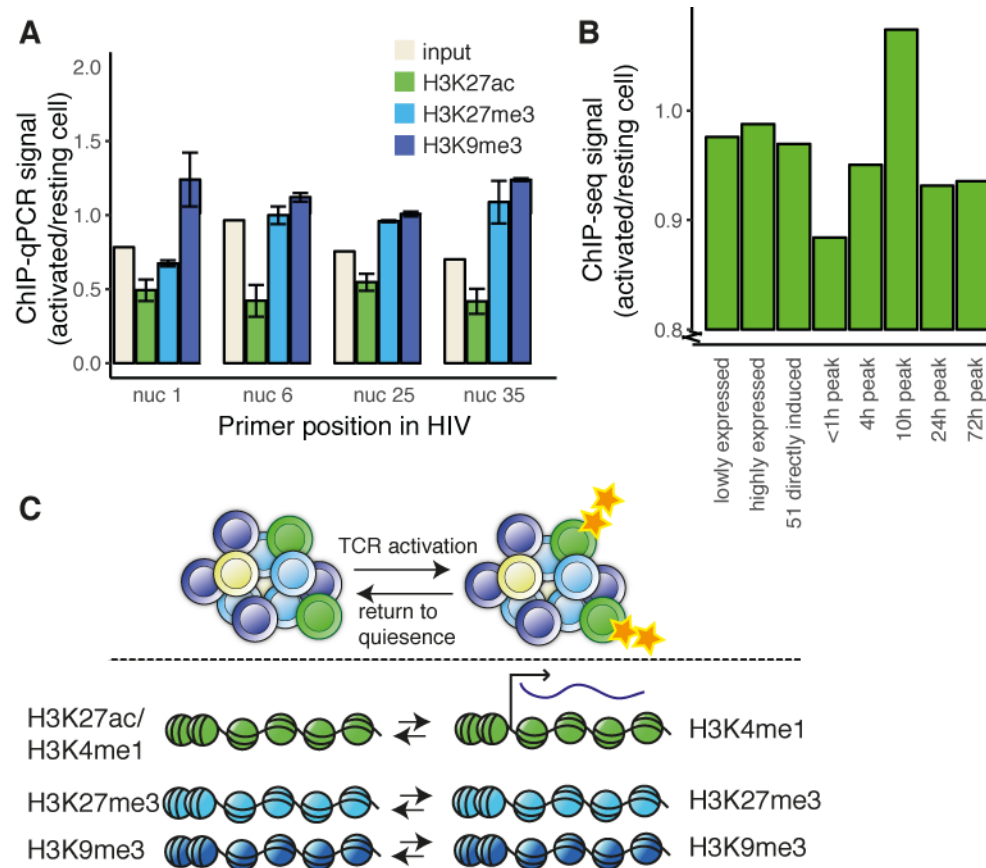 A
ChIP-qPCR signal
(activated/resting cell)
2.0
1.5
1.0
0.5
0.0
input
H3K27ac
H3K27me3
H3K9me3
nuc 1
nuc 6
nuc 25
nuc 35
Primer position in HIV
B
ChIP-seq signal
(activated/resting cell)
1.0
0.9
0.8
lowly expressed
highly expressed
51 directly induced
<1h peak
4h peak
10h peak
24h peak
72h peak
C
TCR activation
return to
quiesence
H3K27ac/
H3K4me1
H3K4me1
H3K27me3
H3K27me3
H3K9me3
H3K9me3